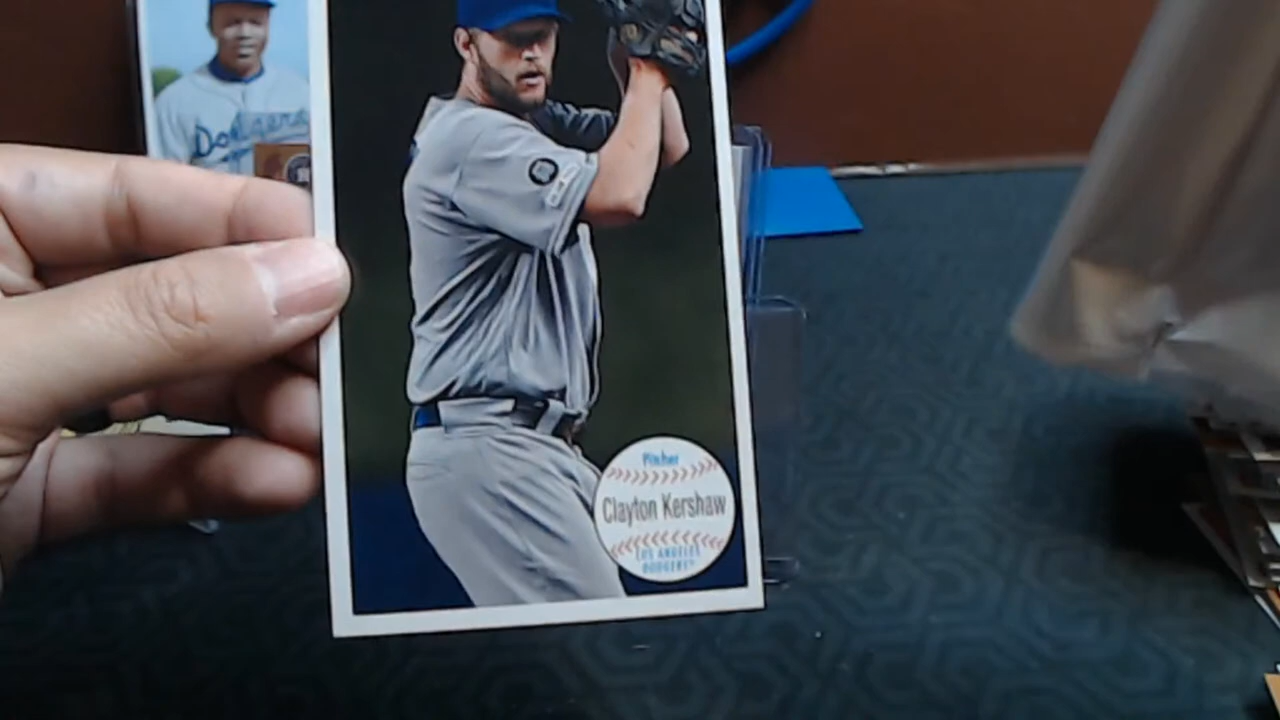 Dodgers
Pitcher
Clayton Kershaw
LOS ANGELES
DODGERS